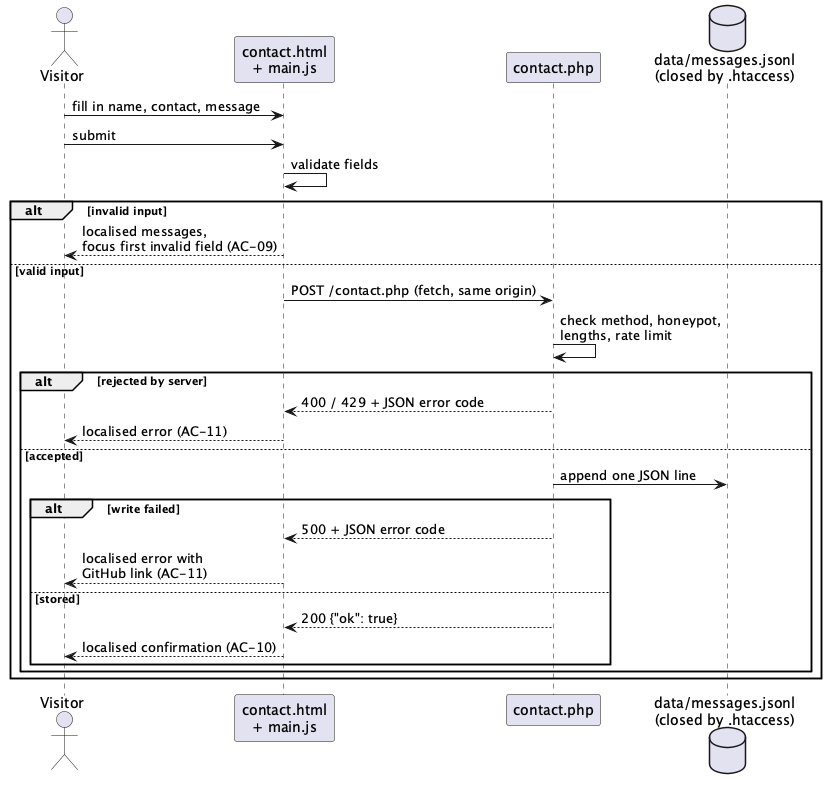 Visitor
contact.html
+ main.js
contact.php
data/messages.jsonl
(closed by .htaccess)
fill in name, contact, message
submit
validate fields
alt
[invalid input]
localised messages,
focus first invalid field (AC-09)
[valid input]
POST /contact.php (fetch, same origin)
check method, honeypot,
lengths, rate limit
alt
[rejected by server]
400 / 429 + JSON error code
localised error (AC-11)
[accepted]
append one JSON line
alt
[write failed]
500 + JSON error code
localised error with
GitHub link (AC-11)
[stored]
200 {"ok": true}
localised confirmation (AC-10)
Visitor
contact.html
+ main.js
contact.php
data/messages.jsonl
(closed by .htaccess)